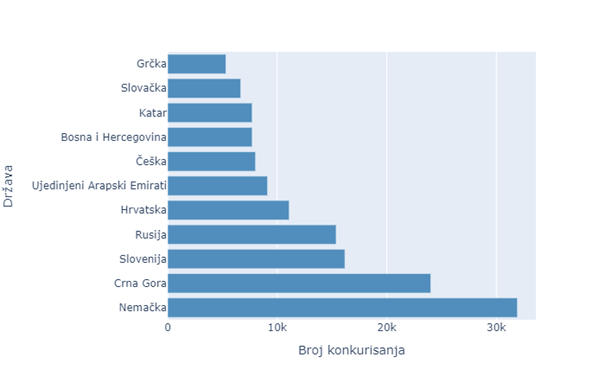 Grčka
Slovačka
Katar
Bosna i Hercegovina
Češka
Ujedinjeni Arapski Emirati
Hrvatska
Rusija
Slovenija
Crna Gora
Nemačka
Država
0 10k 20k 30k
Broj konkurisanja